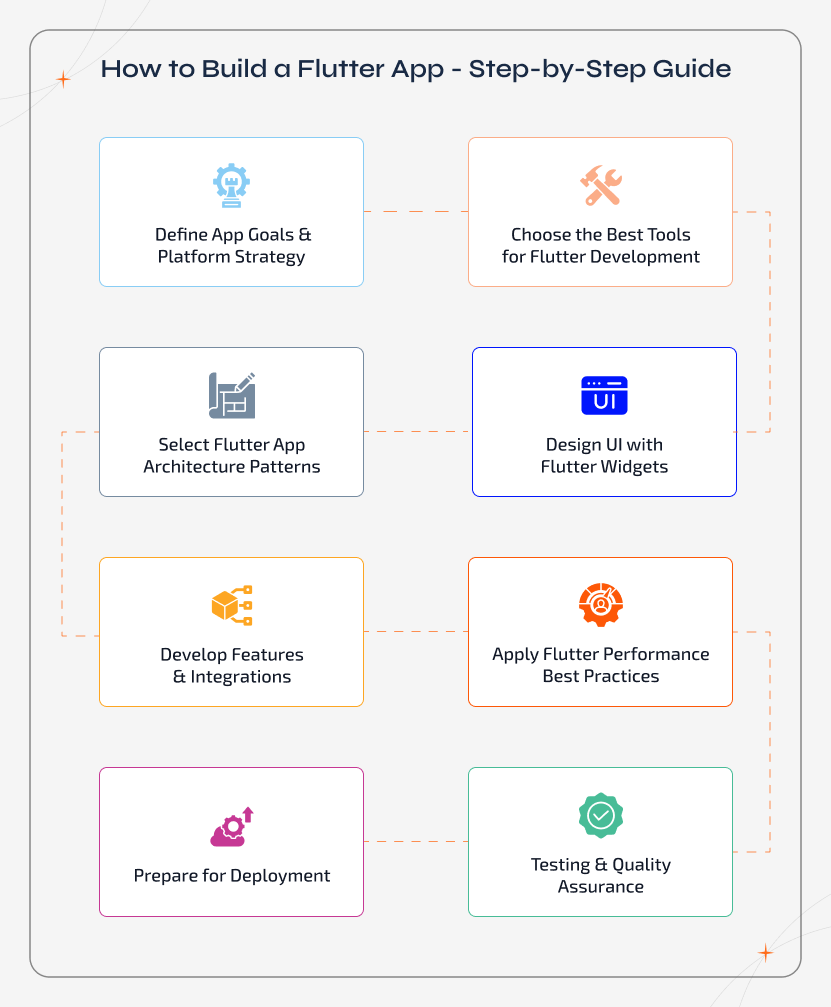 How to Build a Flutter App - Step-by-Step Guide
Define App Goals &
Platform Strategy
Choose the Best Tools
for Flutter Development
UI
Design UI with
Flutter Widgets
Select Flutter App
Architecture Patterns
Develop Features
& Integrations
Apply Flutter Performance
Best Practices
Testing & Quality
Assurance
Prepare for Deployment